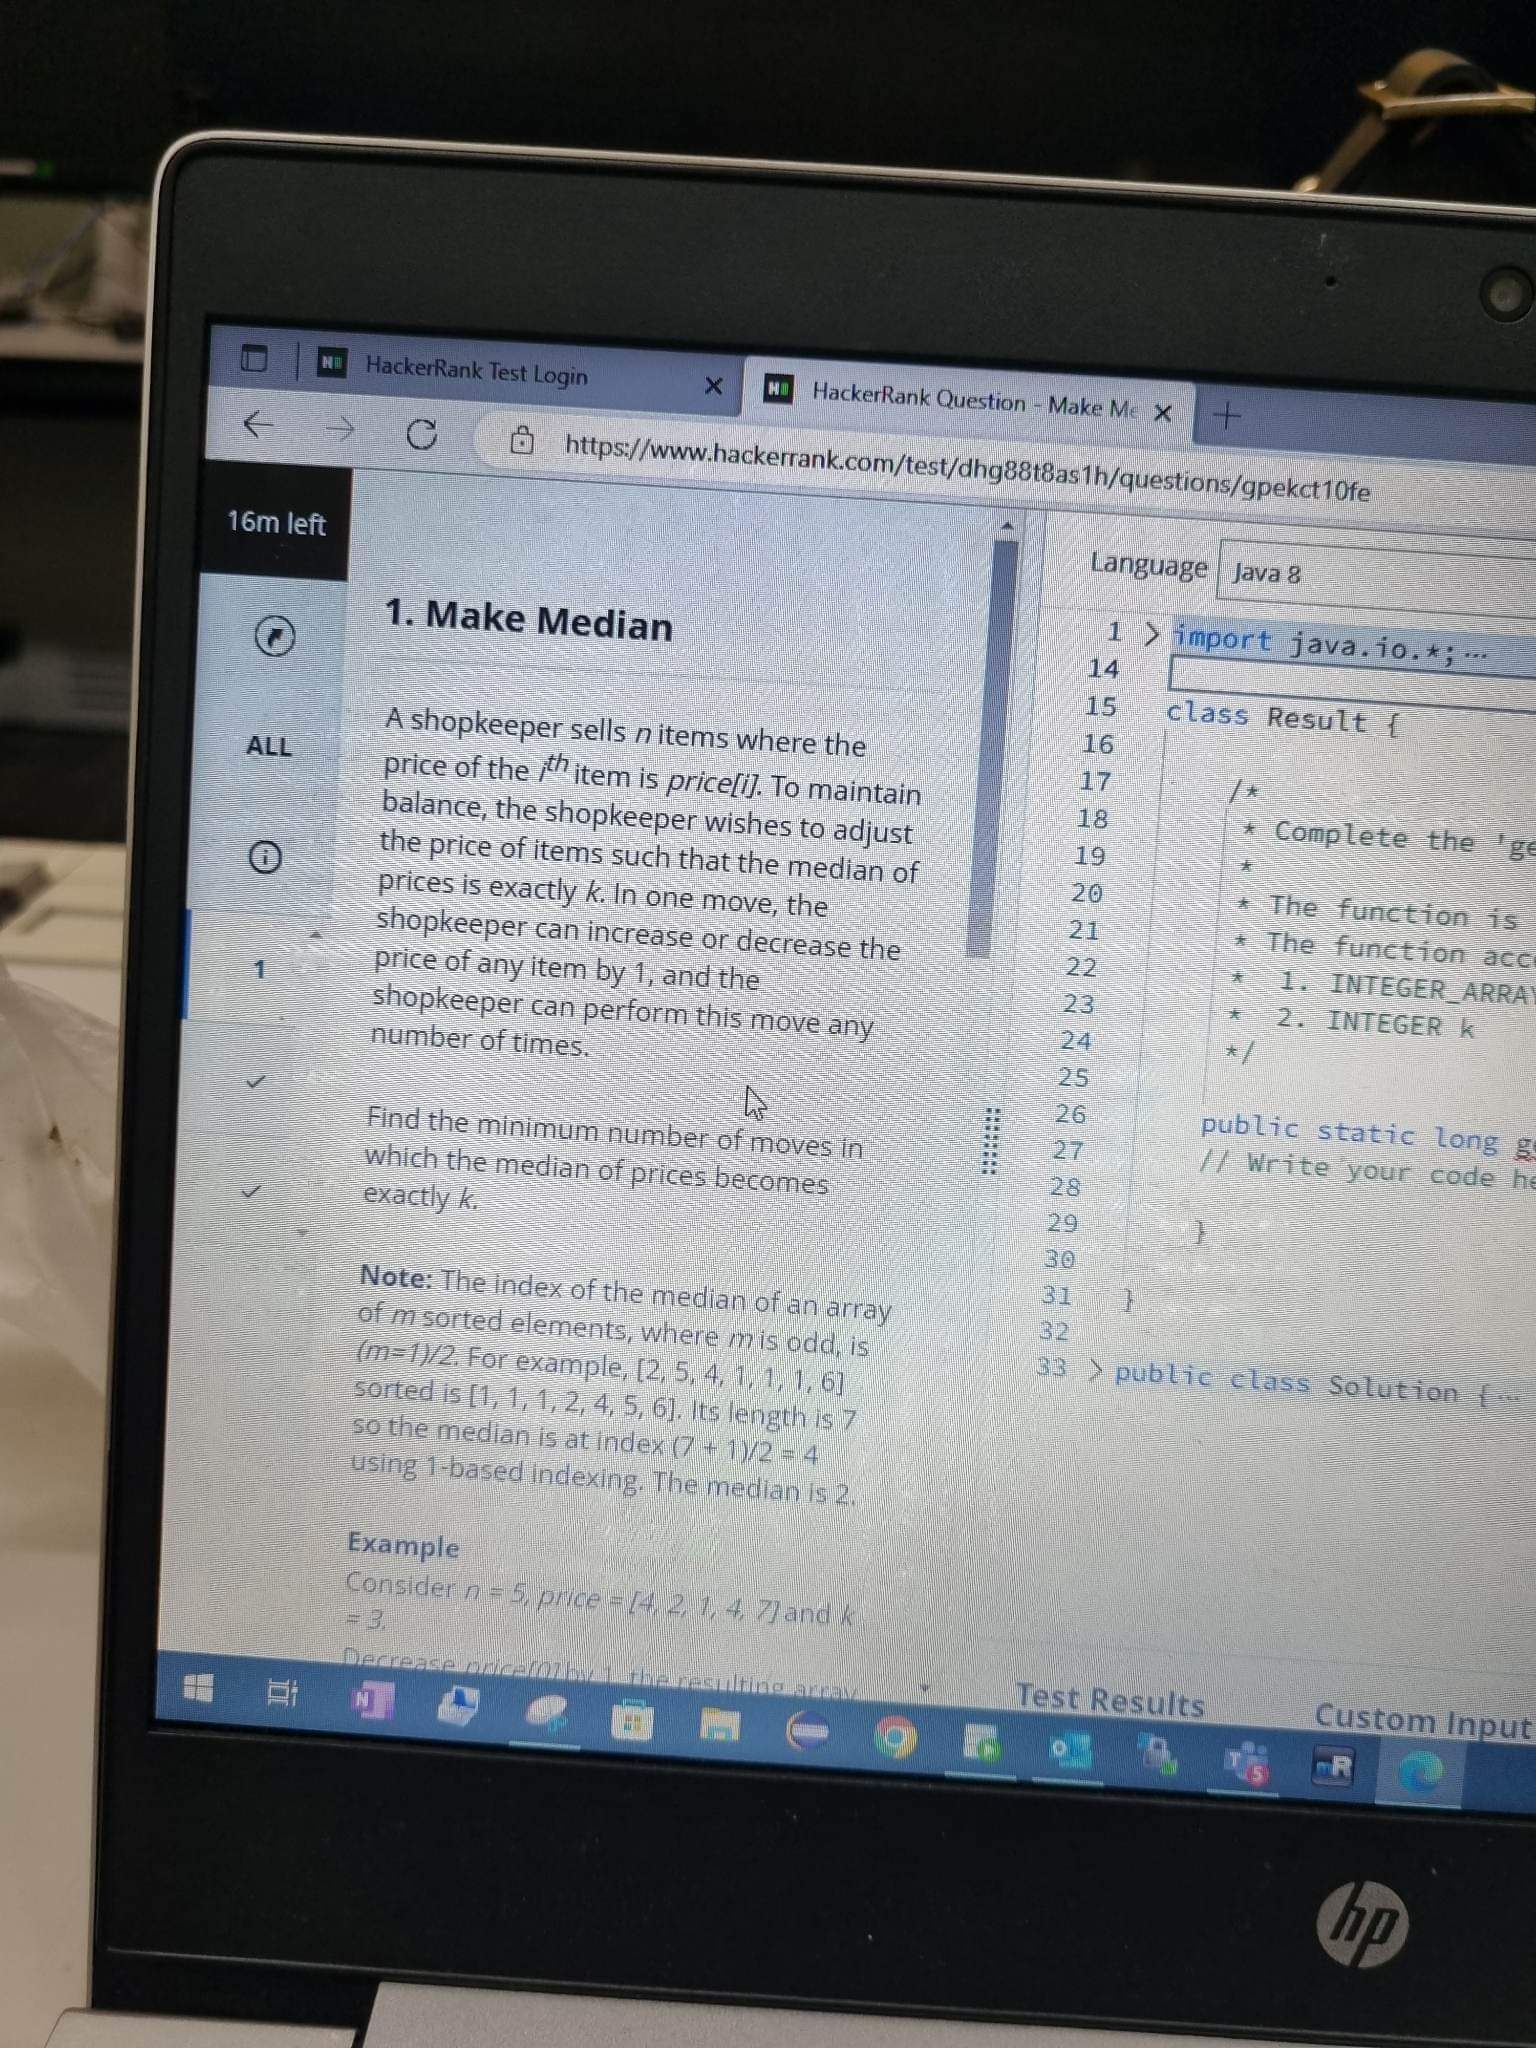 HackerRank Test Login
HackerRank Question - Make Me
https://www.hackerrank.com/test/dhg88t8as1h/questions/gpekct10fe
16m left
ALL
1
1. Make Median
A shopkeeper sells n items where the
price of the ith item is price[i]. To maintain
balance, the shopkeeper wishes to adjust
the price of items such that the median of
prices is exactly k. In one move, the
shopkeeper can increase or decrease the
price of any item by 1, and the
shopkeeper can perform this move any
number of times.
Find the minimum number of moves in
which the median of prices becomes
exactly k.
Note: The index of the median of an array
of m sorted elements, where m is odd, is
(m=1)/2. For example, [2, 5, 4, 1, 1, 1, 6]
sorted is [1, 1, 1, 2, 4, 5, 6]. Its length is 7
so the median is at index (7 + 1)/2 = 4
using 1-based indexing. The median is 2.
Example
Consider n = 5, price = [4, 2, 1, 4, 7] and k
= 3.
Decrease price[0] by 1, the resulting array
Language Java 8
1 > import java.io.*;...
14
15 class Result {
16
17 /*
18 * Complete the 'ge
19 *
20 * The function is
21 * The function acc
22 * 1. INTEGER_ARRAY
23 * 2. INTEGER k
24 */
25
26 public static long ge
27 // Write your code he
28
29 }
30
31 }
32
33 > public class Solution {...
Test Results
Custom Input
N
T
5
mR
hp